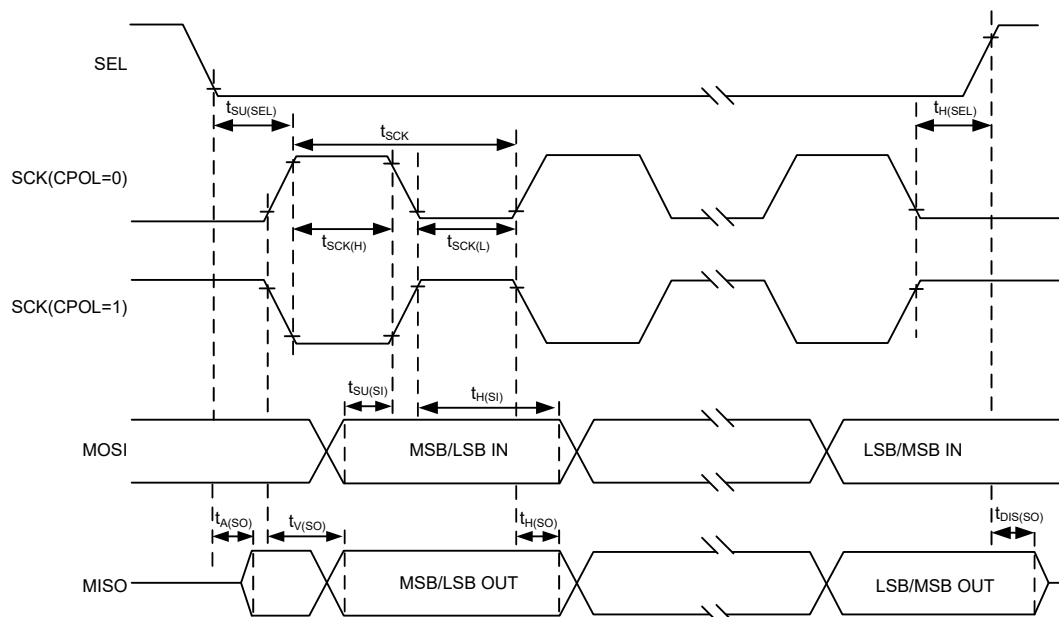 SEL
tSU(SEL)
tSCK
tH(SEL)
SCK(CPOL=0)
tSCK(H)
tSCK(L)
SCK(CPOL=1)
tSU(SI)
tH(SI)
MOSI
MSB/LSB IN
LSB/MSB IN
tA(SO)
tV(SO)
tH(SO)
tDIS(SO)
MISO
MSB/LSB OUT
LSB/MSB OUT